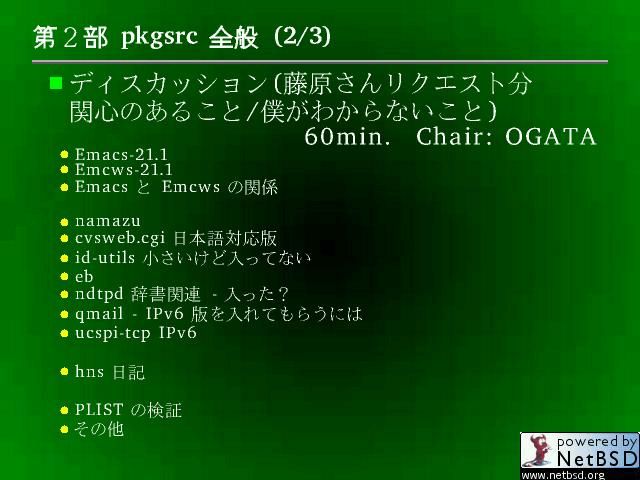 第２部 pkgsrc 全般 (2/3)
ディスカッション(藤原さんリクエスト分
関心のあること/僕がわからないこと)
60min. Chair: OGATA
Emacs-21.1
Emcws-21.1
Emacs と Emcws の関係
namazu
cvsweb.cgi 日本語対応版
id-utils 小さいけど入ってない
eb
ndtpd 辞書関連 - 入った？
qmail - IPv6 版を入れてもらうには
ucspi-tcp IPv6
hns 日記
PLIST の検証
その他
powered by
NetBSD
www.netbsd.org